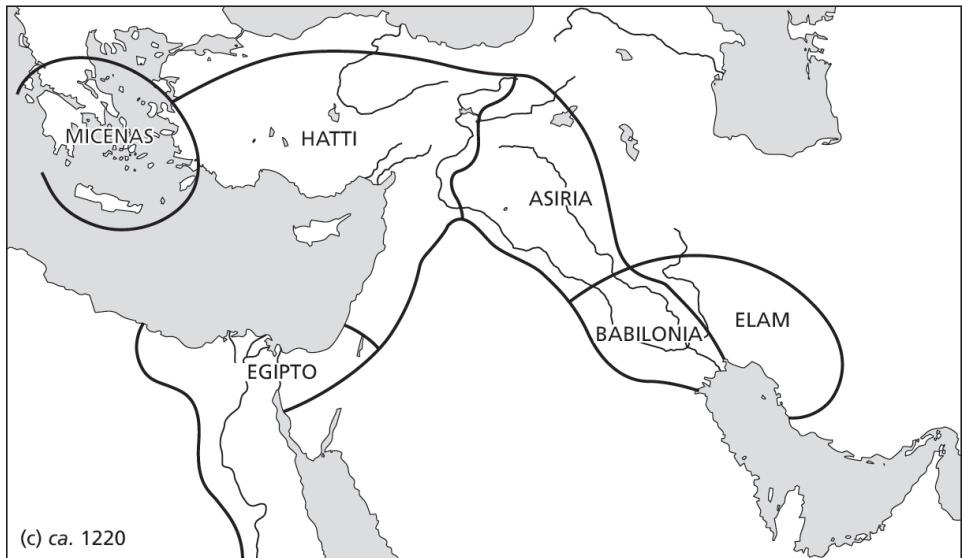 MICENAS
HATTI
ASIRIA
BABILONIA
ELAM
EGIPTO
(c) ca. 1220